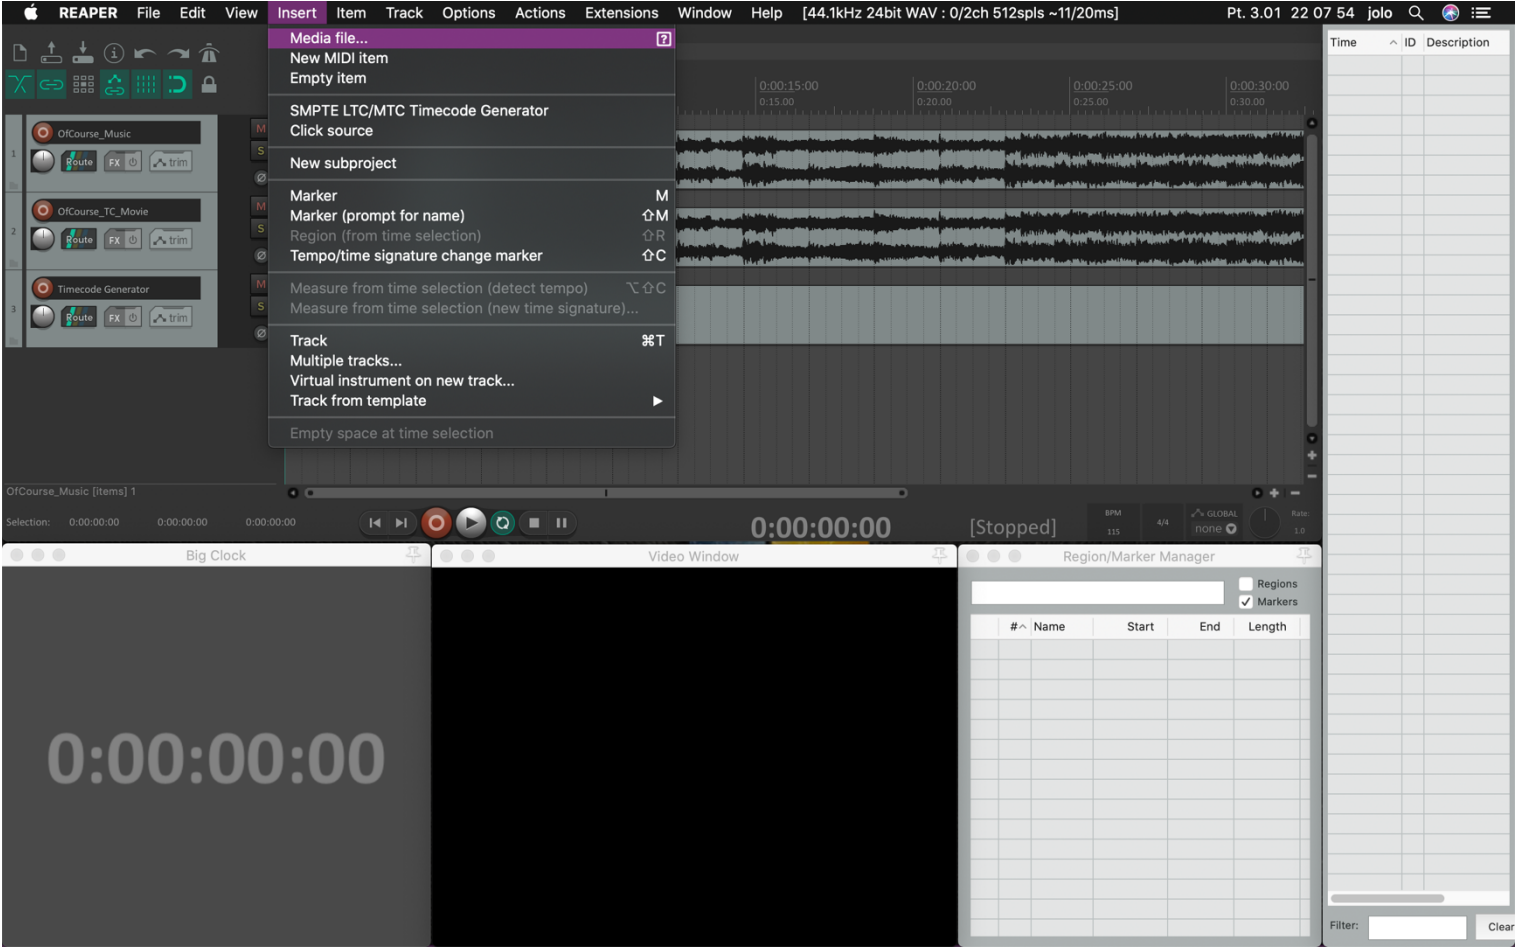 REAPER File Edit View Insert Item Track Options Actions Extensions Window Help [44.1kHz 24bit WAV : 0/2ch 512spls ~11/20ms] Pt. 3.01 22 07 54 jolo
Media file... ?
New MIDI item
Empty item
SMPTE LTC/MTC Timecode Generator
Click source
New subproject
Marker M
Marker (prompt for name) ⇧M
Region (from time selection) ⇧R
Tempo/time signature change marker ⇧C
Measure from time selection (detect tempo) ⌥⇧C
Measure from time selection (new time signature)...
Track ⌘T
Multiple tracks...
Virtual instrument on new track...
Track from template
Empty space at time selection
0:00:15:00 0:00:20:00 0:00:25:00 0:00:30:00
0:15.00 0:20.00 0:25.00 0:30.00
1
OfCourse_Music
M
Route FX trim
S
2
OfCourse_TC_Movie
M
Route FX trim
S
3
Timecode Generator
M
Route FX trim
S
OfCourse_Music [items] 1
Selection: 0:00:00:00 0:00:00:00 0:00:00:00
0:00:00:00 [Stopped]
BPM
115
4/4
GLOBAL
none
Rate:
1.0
Big Clock
0:00:00:00
Video Window
Region/Marker Manager
Regions
Markers
# Name Start End Length
Time ID Description
Filter: Clear